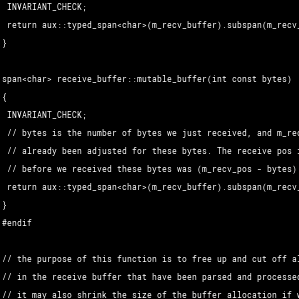 INVARIANT_CHECK;
return aux::typed_span<char>(m_recv_buffer).subspan(m_recv_
}
span<char> receive_buffer::mutable_buffer(int const bytes)
{
INVARIANT_CHECK;
// bytes is the number of bytes we just received, and m_rec
// already been adjusted for these bytes. The receive pos i
// before we received these bytes was (m_recv_pos - bytes)
return aux::typed_span<char>(m_recv_buffer).subspan(m_recv_
}
#endif
// the purpose of this function is to free up and cut off al
// in the receive buffer that have been parsed and processed
// it may also shrink the size of the buffer allocation if w